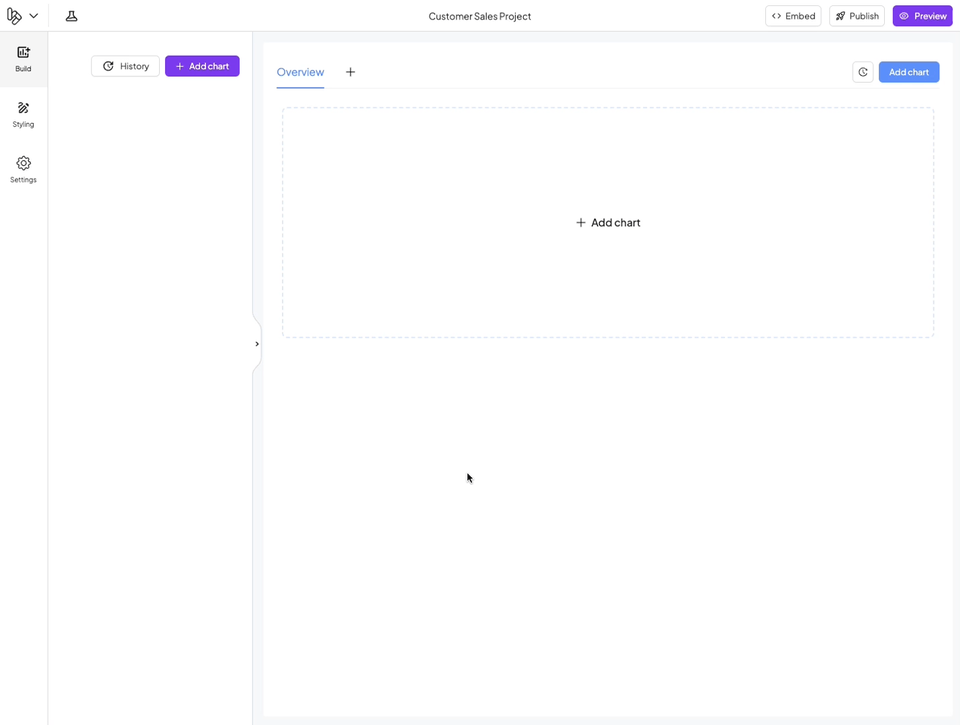 Customer Sales Project
Embed
Publish
Preview
Build
Styling
Settings
History
Add chart
Overview
Add chart
Add chart